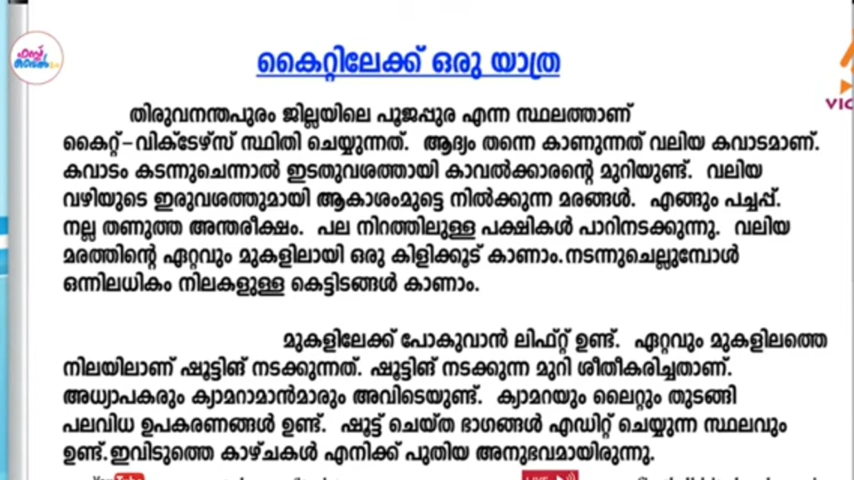 കൈറ്റിലേക്ക് ഒരു യാത്ര
തിരുവനന്തപുരം ജില്ലയിലെ പൂജപ്പുര എന്ന സ്ഥലത്താണ്
കൈറ്റ്-വിക്ടേഴ്സ് സ്ഥിതി ചെയ്യുന്നത്. ആദ്യം തന്നെ കാണുന്നത് വലിയ കവാടമാണ്.
കവാടം കടന്നുചെന്നാൽ ഇടതുവശത്തായി കാവൽക്കാരന്റെ മുറിയുണ്ട്. വലിയ
വഴിയുടെ ഇരുവശത്തുമായി ആകാശംമുട്ടെ നിൽക്കുന്ന മരങ്ങൾ. എങ്ങും പച്ചപ്പ്.
നല്ല തണുത്ത അന്തരീക്ഷം. പല നിറത്തിലുള്ള പക്ഷികൾ പാറിനടക്കുന്നു. വലിയ
മരത്തിന്റെ ഏറ്റവും മുകളിലായി ഒരു കിളിക്കൂട് കാണാം.നടന്നുചെല്ലുമ്പോൾ
ഒന്നിലധികം നിലകളുള്ള കെട്ടിടങ്ങൾ കാണാം.
മുകളിലേക്ക് പോകുവാൻ ലിഫ്റ്റ് ഉണ്ട്. ഏറ്റവും മുകളിലത്തെ
നിലയിലാണ് ഷൂട്ടിങ് നടക്കുന്നത്. ഷൂട്ടിങ് നടക്കുന്ന മുറി ശീതീകരിച്ചതാണ്.
അധ്യാപകരും ക്യാമറാമാൻമാരും അവിടെയുണ്ട്. ക്യാമറയും ലൈറ്റും തുടങ്ങി
പലവിധ ഉപകരണങ്ങൾ ഉണ്ട്. ഷൂട്ട് ചെയ്ത ഭാഗങ്ങൾ എഡിറ്റ് ചെയ്യുന്ന സ്ഥലവും
ഉണ്ട്.ഇവിടുത്തെ കാഴ്ചകൾ എനിക്ക് പുതിയ അനുഭവമായിരുന്നു.